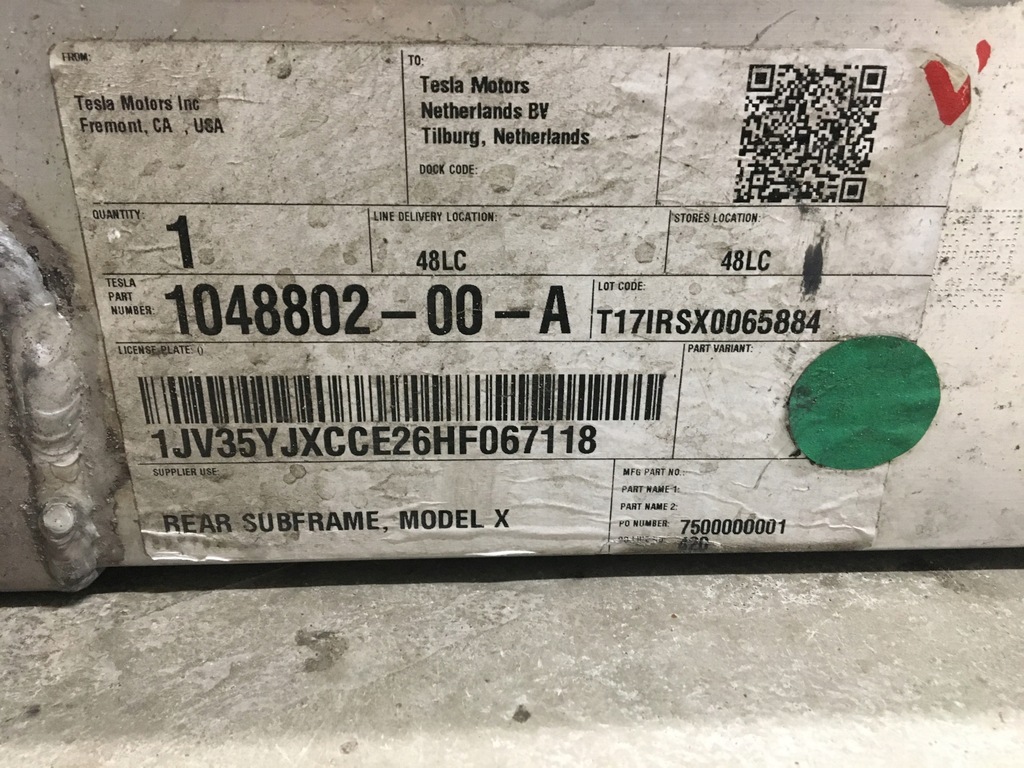 FROM:
Tesla Motors Inc
Fremont, CA , USA
TO:
Tesla Motors
Netherlands BV
Tilburg, Netherlands
DOCK CODE:
QUANTITY:
1
LINE DELIVERY LOCATION:
48LC
STORES LOCATION:
48LC
TESLA
PART
NUMBER:
1048802-00-A
LOT CODE:
T17IRSX0065884
LICENSE PLATE: ()
1JV35YJXCCE26HF067118
PART VARIANT:
SUPPLIER USE:
REAR SUBFRAME, MODEL X
MFG PART NO.:
PART NAME 1:
PART NAME 2:
PO NUMBER: 7500000001